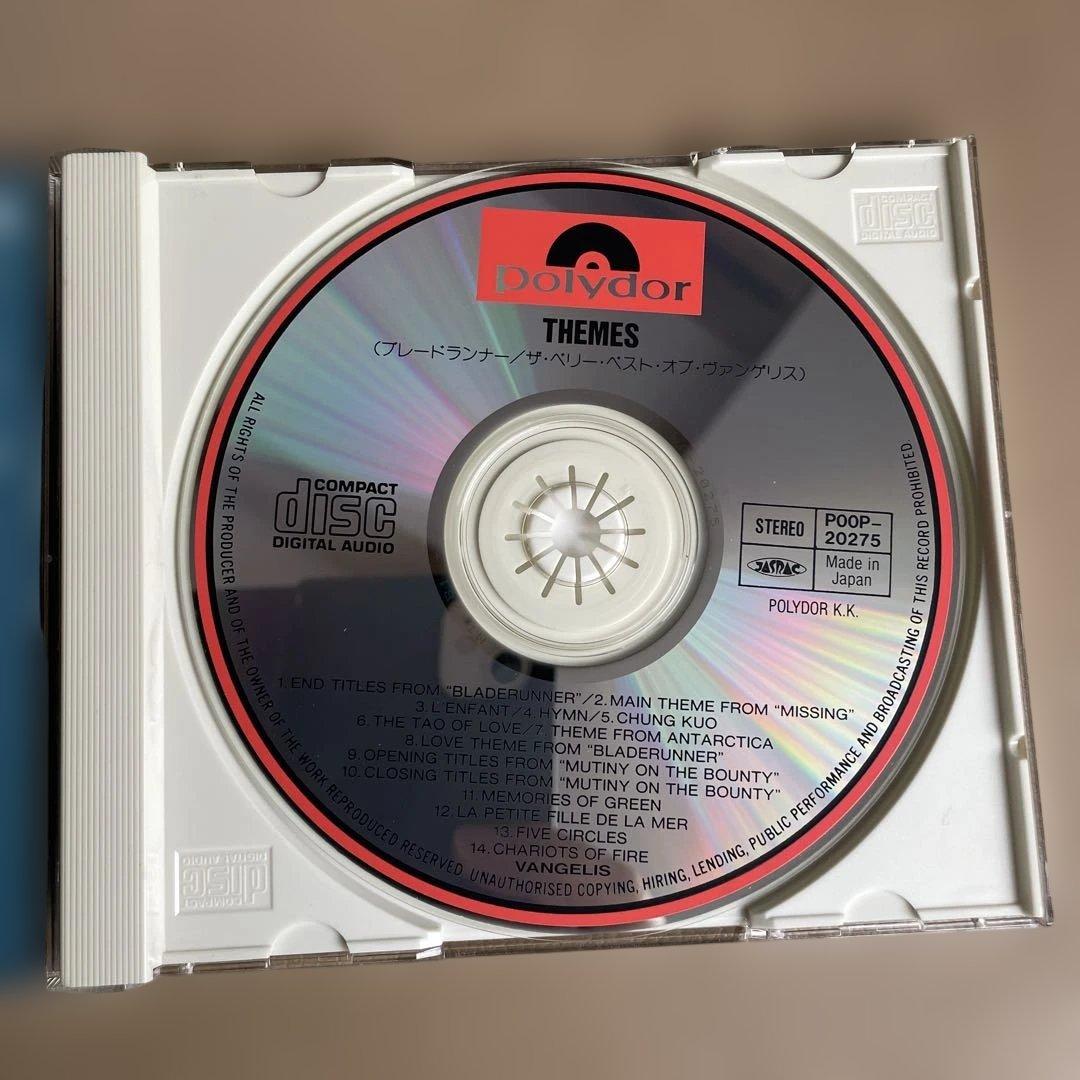 polydor
THEMES
(ブレードランナー/ザ・ベリー・ベスト・オブ・ヴァンゲリス)
COMPACT
disc
DIGITAL AUDIO
STEREO
POOP-
20275
JASRAC
Made in
Japan
POLYDOR K.K.
20275
1. END TITLES FROM "BLADERUNNER"/2. MAIN THEME FROM "MISSING"
3. L'ENFANT/4. HYMN/5. CHUNG KUO
6. THE TAO OF LOVE/7. THEME FROM ANTARCTICA
8. LOVE THEME FROM "BLADERUNNER"
9. OPENING TITLES FROM "MUTINY ON THE BOUNTY"
10. CLOSING TITLES FROM "MUTINY ON THE BOUNTY"
11. MEMORIES OF GREEN
12. LA PETITE FILLE DE LA MER
13. FIVE CIRCLES
14. CHARIOTS OF FIRE
VANGELIS
ALL RIGHTS OF THE PRODUCER AND OF THE OWNER OF THE WORK REPRODUCED RESERVED. UNAUTHORISED COPYING, HIRING, LENDING, PUBLIC PERFORMANCE AND BROADCASTING OF THIS RECORD PROHIBITED.
COMPACT
disc
DIGITAL AUDIO
COMPACT
disc
DIGITAL AUDIO